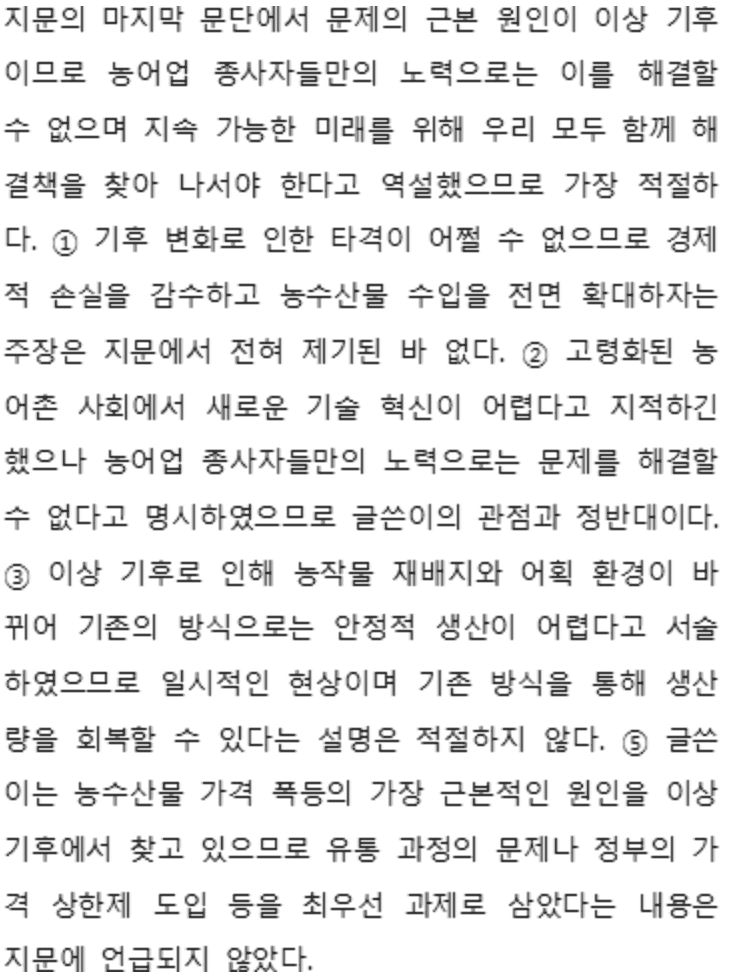 지문의 마지막 문단에서 문제의 근본 원인이 이상 기후
이므로 농어업 종사자들만의 노력으로는 이를 해결할
수 없으며 지속 가능한 미래를 위해 우리 모두 함께 해
결책을 찾아 나서야 한다고 역설했으므로 가장 적절하
다. ① 기후 변화로 인한 타격이 어쩔 수 없으므로 경제
적 손실을 감수하고 농수산물 수입을 전면 확대하자는
주장은 지문에서 전혀 제기된 바 없다. ② 고령화된 농
어촌 사회에서 새로운 기술 혁신이 어렵다고 지적하긴
했으나 농어업 종사자들만의 노력으로는 문제를 해결할
수 없다고 명시하였으므로 글쓴이의 관점과 정반대이다.
③ 이상 기후로 인해 농작물 재배지와 어획 환경이 바
뀌어 기존의 방식으로는 안정적 생산이 어렵다고 서술
하였으므로 일시적인 현상이며 기존 방식을 통해 생산
량을 회복할 수 있다는 설명은 적절하지 않다. ⑤ 글쓴
이는 농수산물 가격 폭등의 가장 근본적인 원인을 이상
기후에서 찾고 있으므로 유통 과정의 문제나 정부의 가
격 상한제 도입 등을 최우선 과제로 삼았다는 내용은
지문에 언급되지 않았다.